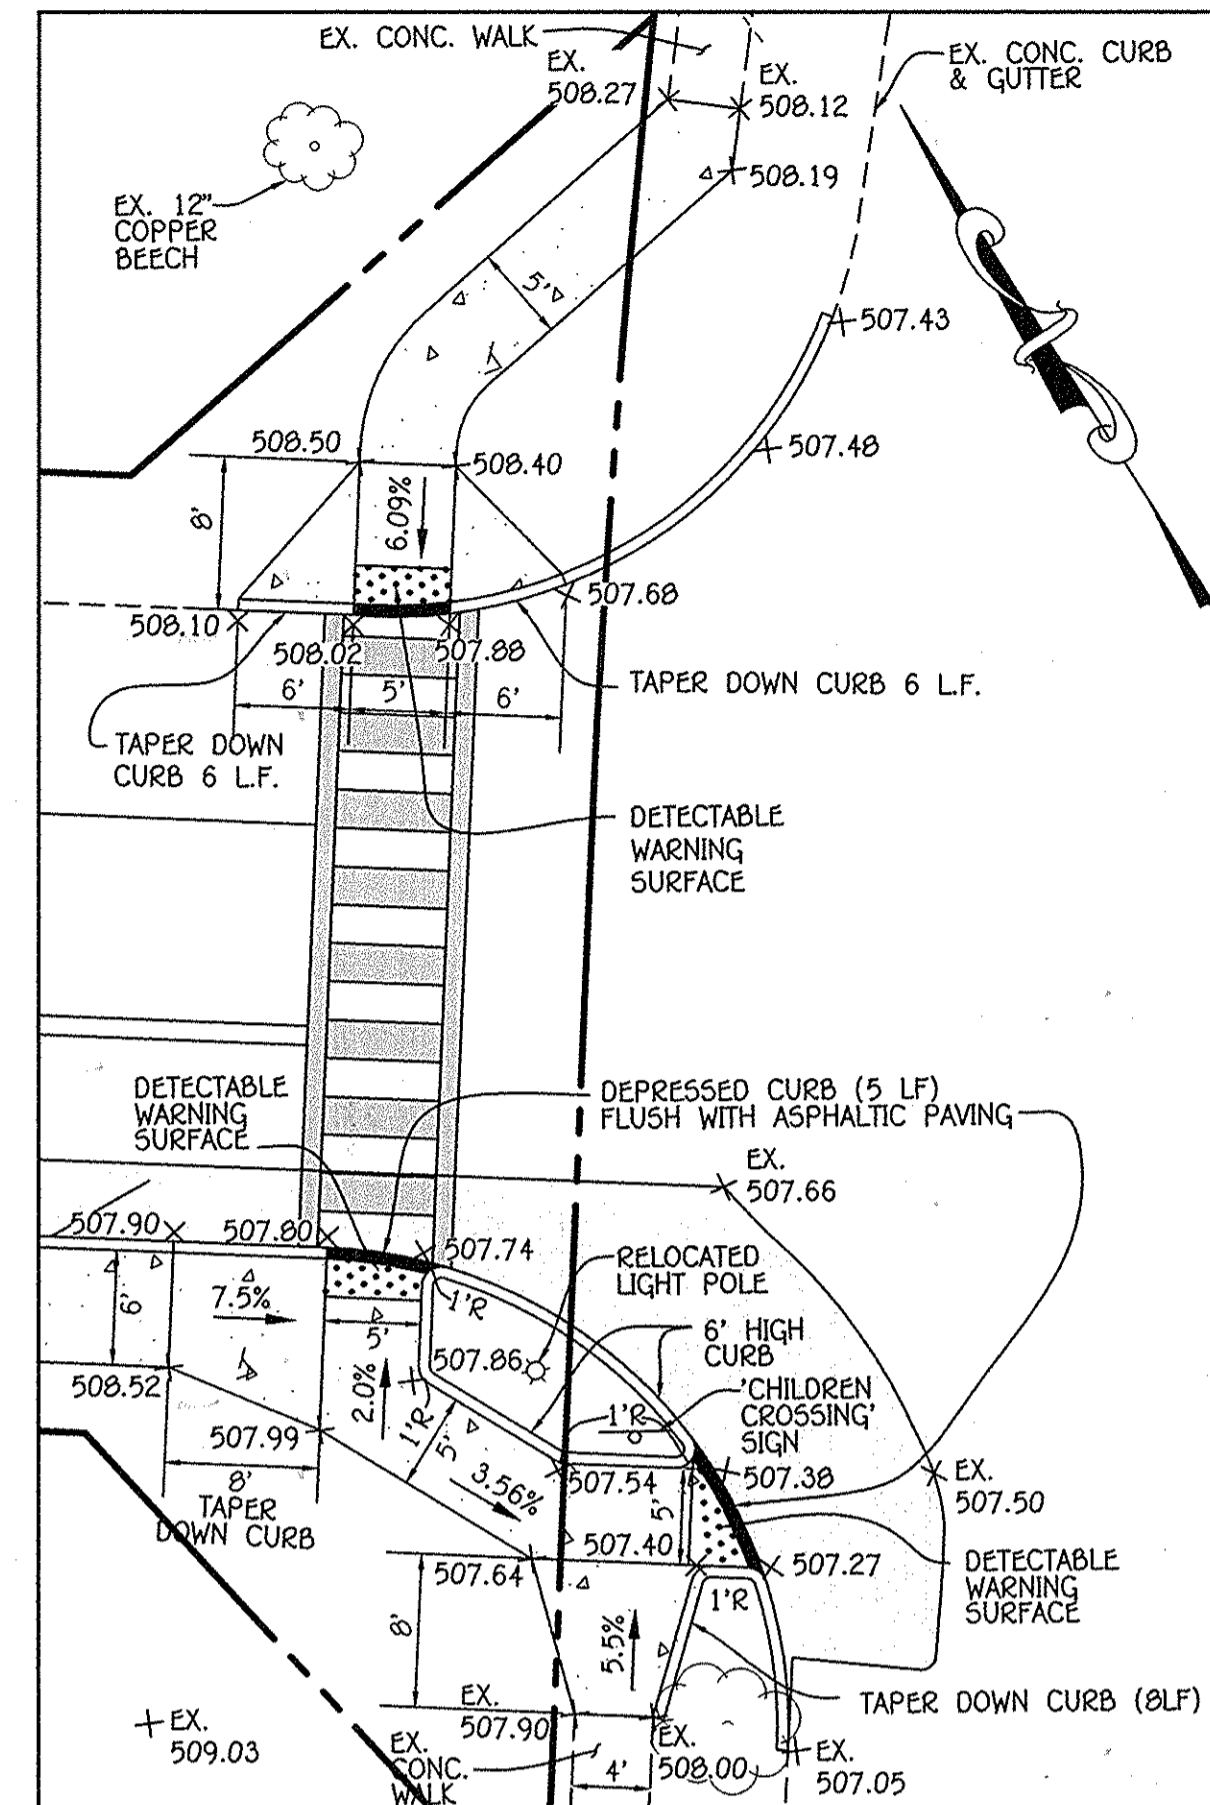 EX. CONC. WALK
EX.
508.27
EX.
508.12
EX. CONC. CURB
& GUTTER
508.19
EX. 12"
COPPER
BEECH
5'
507.43
507.48
508.50
508.40
8'
6.09%
507.68
508.10
508.02
507.88
6'
5'
6'
TAPER DOWN CURB 6 L.F.
TAPER DOWN
CURB 6 L.F.
DETECTABLE
WARNING
SURFACE
DETECTABLE
WARNING
SURFACE
DEPRESSED CURB (5 LF)
FLUSH WITH ASPHALTIC PAVING
EX.
507.66
507.90
507.80
507.74
RELOCATED
LIGHT POLE
6'
7.5%
1'R
5'
507.86
6' HIGH
CURB
508.52
2.0%
1'R
'CHILDREN
CROSSING'
SIGN
1'R
507.99
5'
3.56%
507.54
507.38
EX.
507.50
8'
TAPER
DOWN CURB
5'
507.40
507.64
507.27
DETECTABLE
WARNING
SURFACE
1'R
8'
5.5%
TAPER DOWN CURB (8LF)
EX.
507.90
EX.
509.03
EX.
CONC.
WALK
EX.
508.00
4'
EX.
507.05